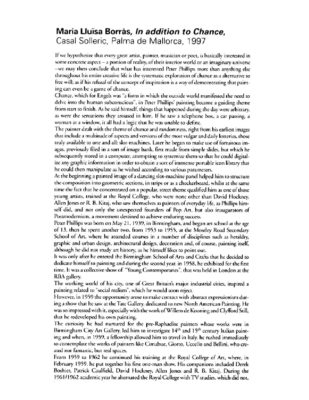 Maria Lluïsa Borràs, In addition to Chance,
Casal Solleric, Palma de Mallorca, 1997
If we hypothesise that every great artist, painter, musician or poet, is basically interested in
some concrete aspect – a portion of reality, of their interior world or an imaginary universe
– we may then conclude that what has interested Peter Phillips more than anything else
throughout his entire creative life is the systematic exploration of chance as a alternative to
free will, as if his refusal of the concept of inspiration is a way of demonstrating that paint-
ing can even be a game of chance.
Chance, which for Engels was "a form in which the outside world manifested the need to
delve into the human subconscious", in Peter Phillips' painting became a guiding theme
from start to finish. As he said himself, things that happened during the day were arbitrary,
as were the sensations they aroused in him. If he saw a telephone box, a car passing, a
woman at a window, it all had a logic that he was unable to define.
The painter dealt with the theme of chance and randomness, right from his earliest images
that include a multitude of aspects and versions of the most vulgar and daily lotteries, those
truly available to one and all: slot machines. Later he began to make use of fortuitous im-
ages, previously filed in a sort of image bank, first made from simple slides, but which he
subsequently stored in a computer, attempting to systemise them so that he could digital-
ise any graphic information in order to obtain a sort of immense portable icon library that
he could then manipulate as he wished according to various parameters.
At the beginning a painted image of a dancing slot-machine panel helped him to structure
the composition into geometric sections, in strips or as a checkerboard, whilst at the same
time the fact that he concentrated on a popular, street theme qualified him as one of those
young artists, trained at the Royal College, who were none other than David Hockney,
Allen Jones or R. B. Kitaj, who saw themselves as painters of everyday life, as Phillips him-
self did, and not only the unexpected founders of Pop Art, but also inaugurators of
Postmodernism, a movement destined to achieve enduring success.
Peter Phillips was born on May 21, 1939, in Birmingham, and began art school at the age
of 13, then he spent another two, from 1953 to 1955, at the Moseley Road Secondary
School of Art, where he attended courses in a number of disciplines such as heraldry,
graphic and urban design, architectural design, decoration and, of course, painting itself,
although he did not study art history, as he himself likes to point out.
It was only after he entered the Birmingham School of Arts and Crafts that he decided to
dedicate himself to painting and during the second year, in 1958, he exhibited for the first
time. It was a collective show of "Young Contemporaries", that was held in London at the
RBA gallery.
The working world of his city, one of Great Britain's major industrial cities, inspired a
painting related to "social realism", which he would soon reject.
However, in 1959 the opportunity arose to make contact with abstract expressionism dur-
ing a show that he saw at the Tate Gallery dedicated to new North American Painting. He
was so impressed with it, especially with the work of Willem de Kooning and Clyfford Still,
that he redeveloped his own painting.
The curiosity he had nurtured for the pre-Raphaelite painters whose works were in
Birmingham City Art Gallery led him to investigate 14th and 15th century Italian paint-
ing and when, in 1959, a fellowship allowed him to travel to Italy, he rushed immediately
to contemplate the works of painters like Cimabue, Giotto, Uccello and Bellini, who cre-
ated not fantastic, but real spaces.
From 1959 to 1962 he continued his training at the Royal College of Art, where, in
February 1959, he put together his first one-man show. His companions included Derek
Boshier, Patrick Caulfield, David Hockney, Allen Jones and R. B. Kitaj. During the
1961/1962 academic year he alternated the Royal College with TV studies, which did not,